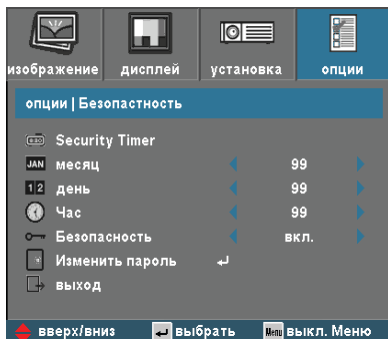 изображение дисплей установка опции
опции | Безопастность
Security Timer
JAN месяц 99
1 2 день 99
Час 99
Безопасность вкл.
Изменить пароль
выход
вверх/вниз выбрать Menu выкл. Меню